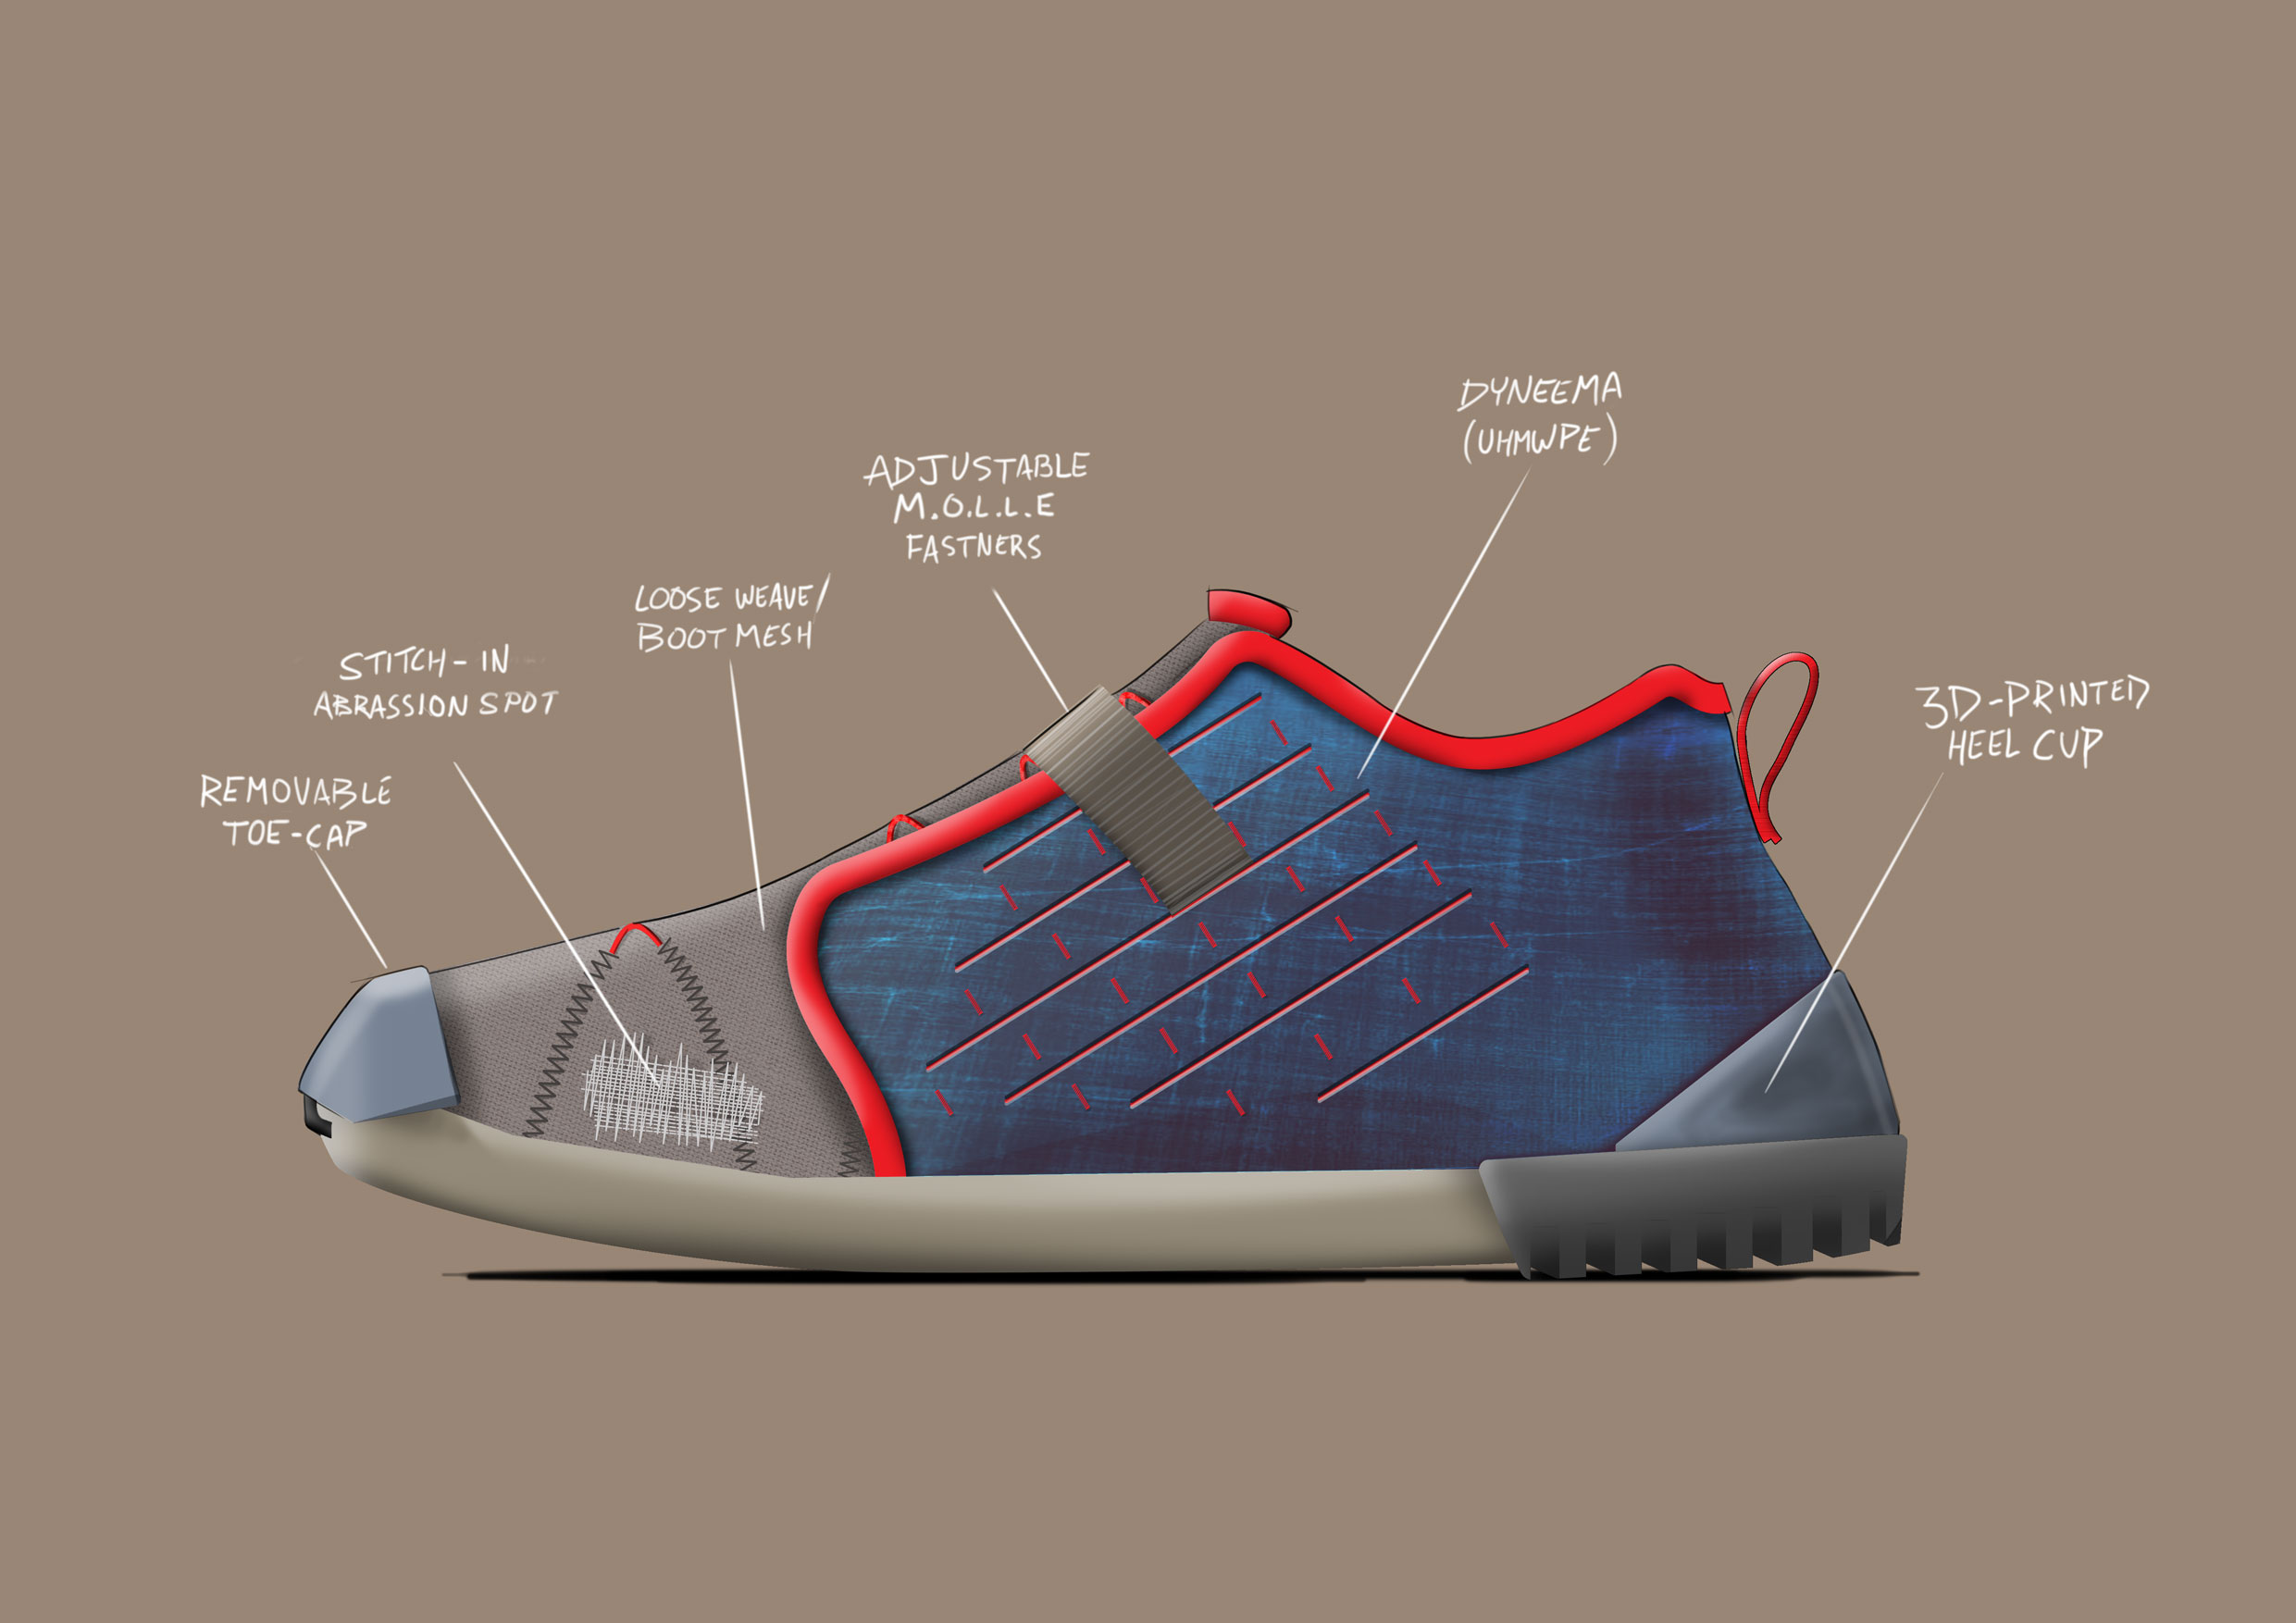 REMOVABLE
TOE-CAP
STITCH-IN
ABRASSION SPOT
LOOSE WEAVE/
BOOT MESH
ADJUSTABLE
M.O.L.L.E
FASTNERS
DYNEEMA
(UHMWPE)
3D-PRINTED
HEEL CUP